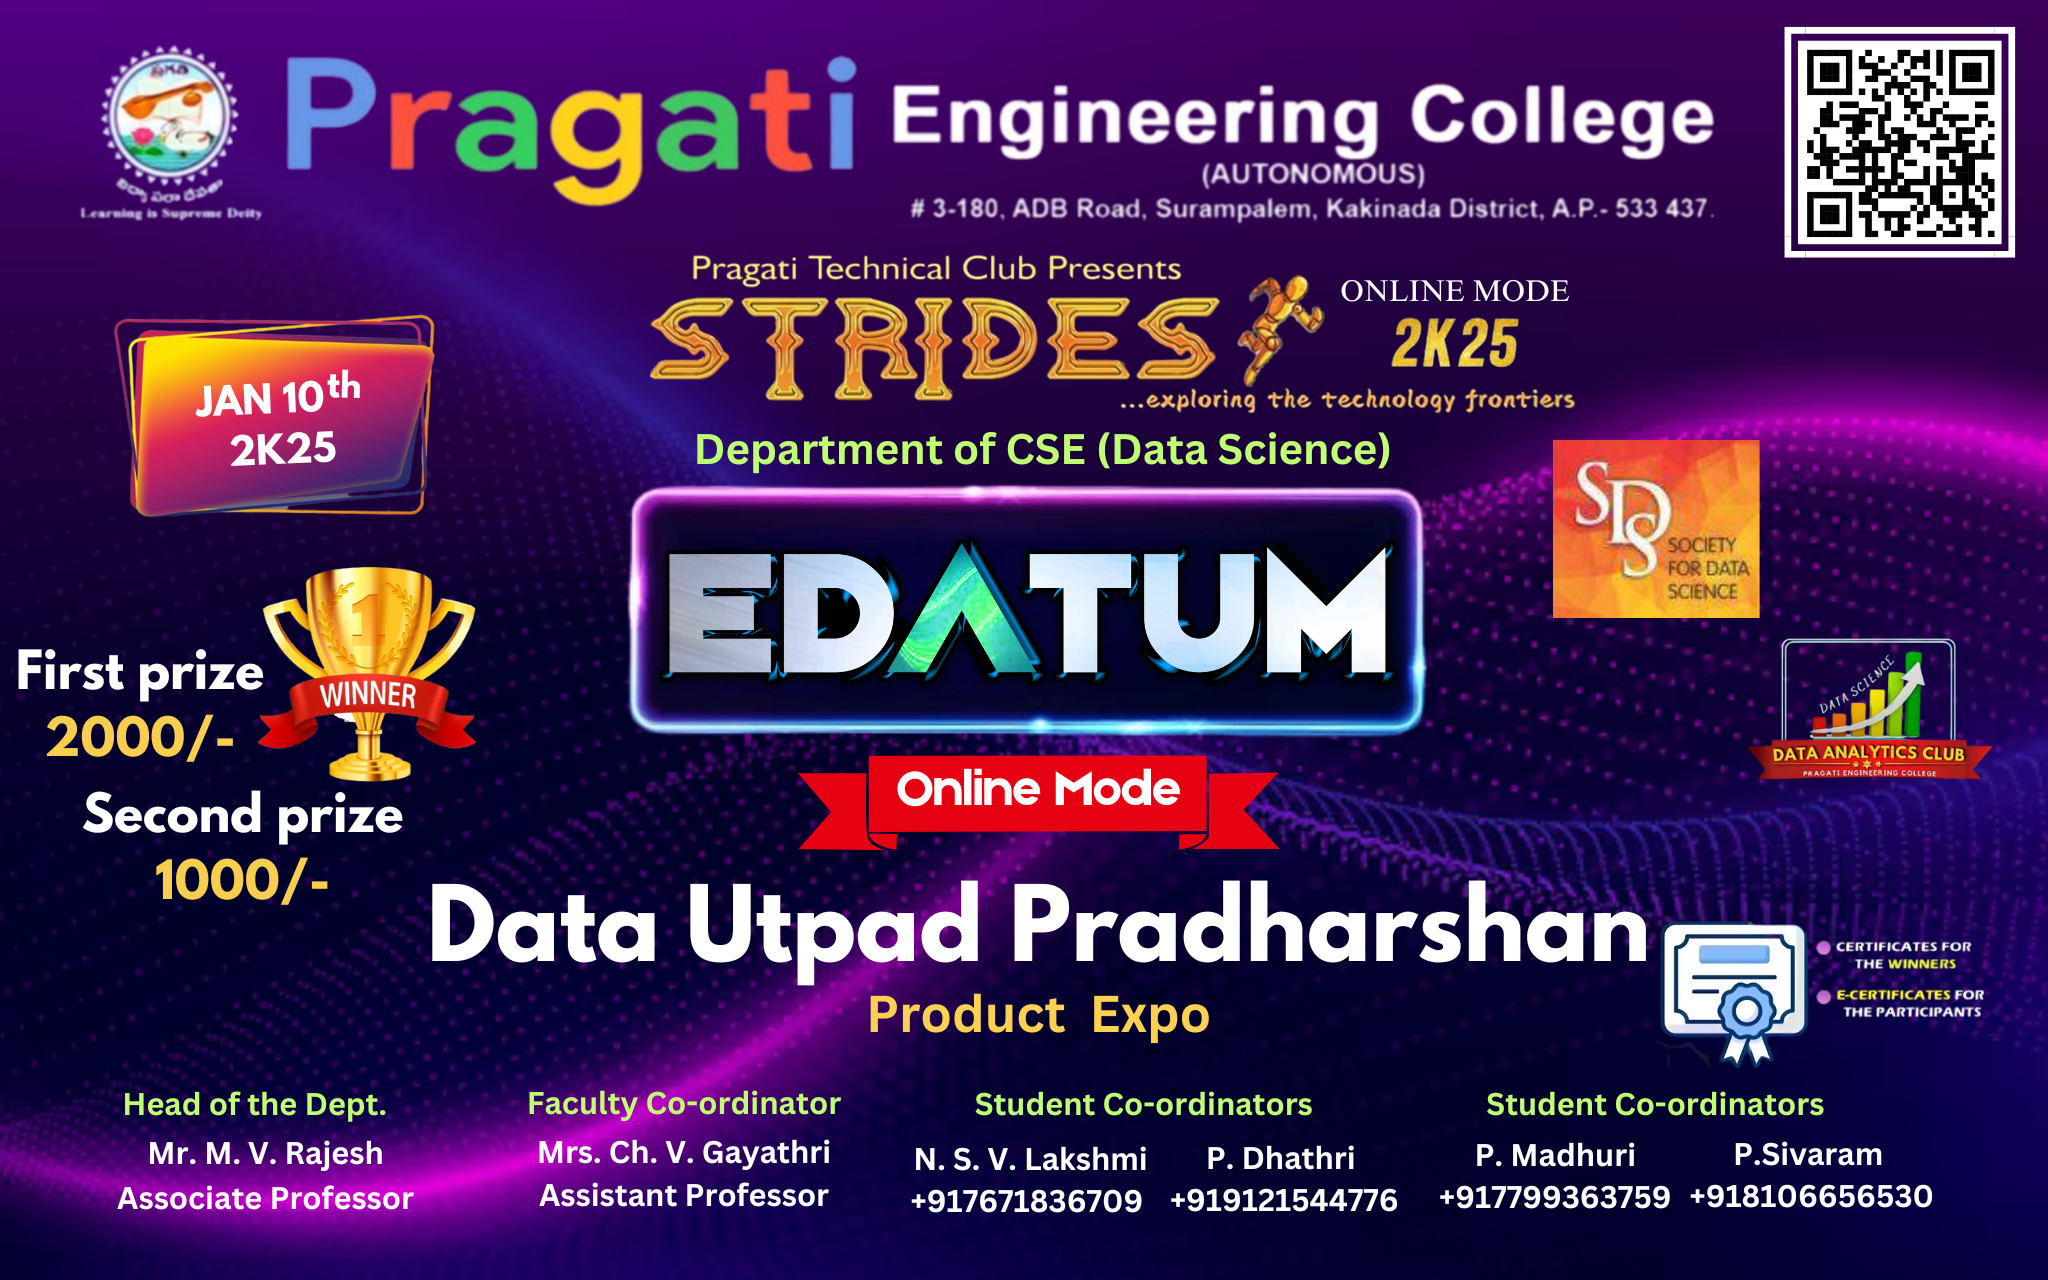 Pragati Engineering College
(AUTONOMOUS)
# 3-180, ADB Road, Surampalem, Kakinada District, A.P.- 533 437.
Learning is Supreme Deity
Pragati Technical Club Presents
STRIDES
ONLINE MODE
2K25
...exploring the technology frontiers
JAN 10th
2K25
Department of CSE (Data Science)
EDATUM
SDS
SOCIETY
FOR DATA
SCIENCE
First prize
2000/-
1
WINNER
Second prize
1000/-
DATA SCIENCE
DATA ANALYTICS CLUB
PRAGATI ENGINEERING COLLEGE
Online Mode
Data Utpad Pradharshan
Product Expo
CERTIFICATES FOR
THE WINNERS
E-CERTIFICATES FOR
THE PARTICIPANTS
Head of the Dept.
Mr. M. V. Rajesh
Associate Professor
Faculty Co-ordinator
Mrs. Ch. V. Gayathri
Assistant Professor
Student Co-ordinators
N. S. V. Lakshmi
+917671836709
P. Dhathri
+919121544776
Student Co-ordinators
P. Madhuri
+917799363759
P.Sivaram
+918106656530